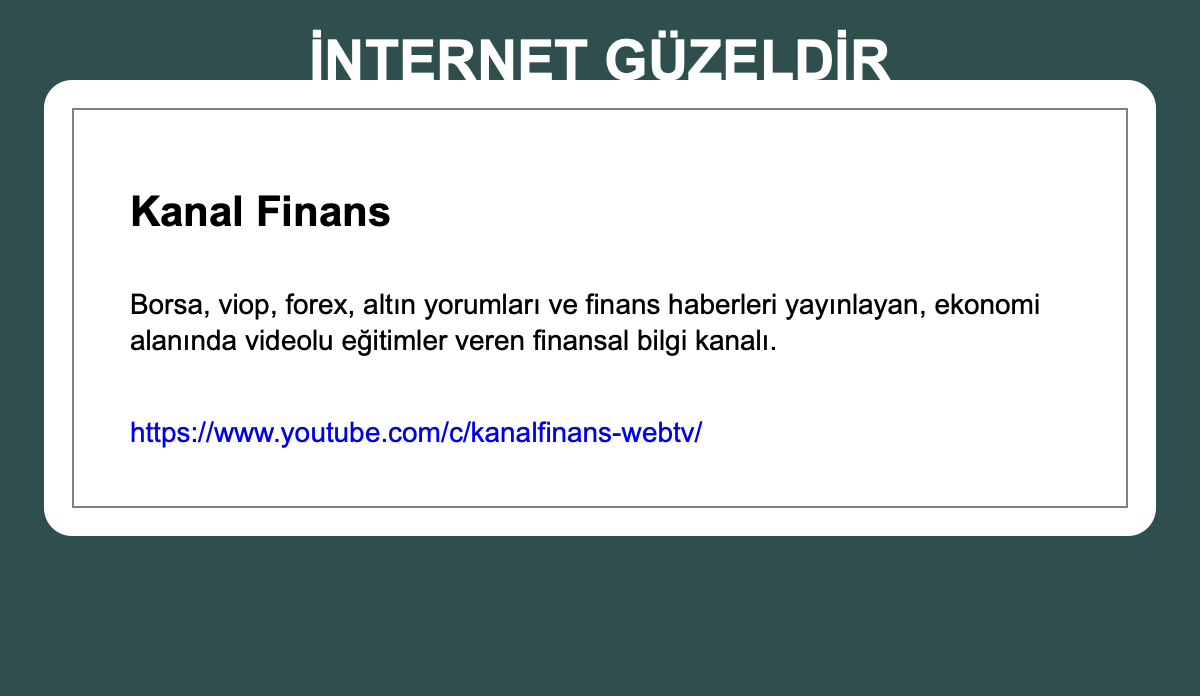 İNTERNET GÜZELDİR
Kanal Finans
Borsa, viop, forex, altın yorumları ve finans haberleri yayınlayan, ekonomi
alanında videolu eğitimler veren finansal bilgi kanalı.
https://www.youtube.com/c/kanalfinans-webtv/